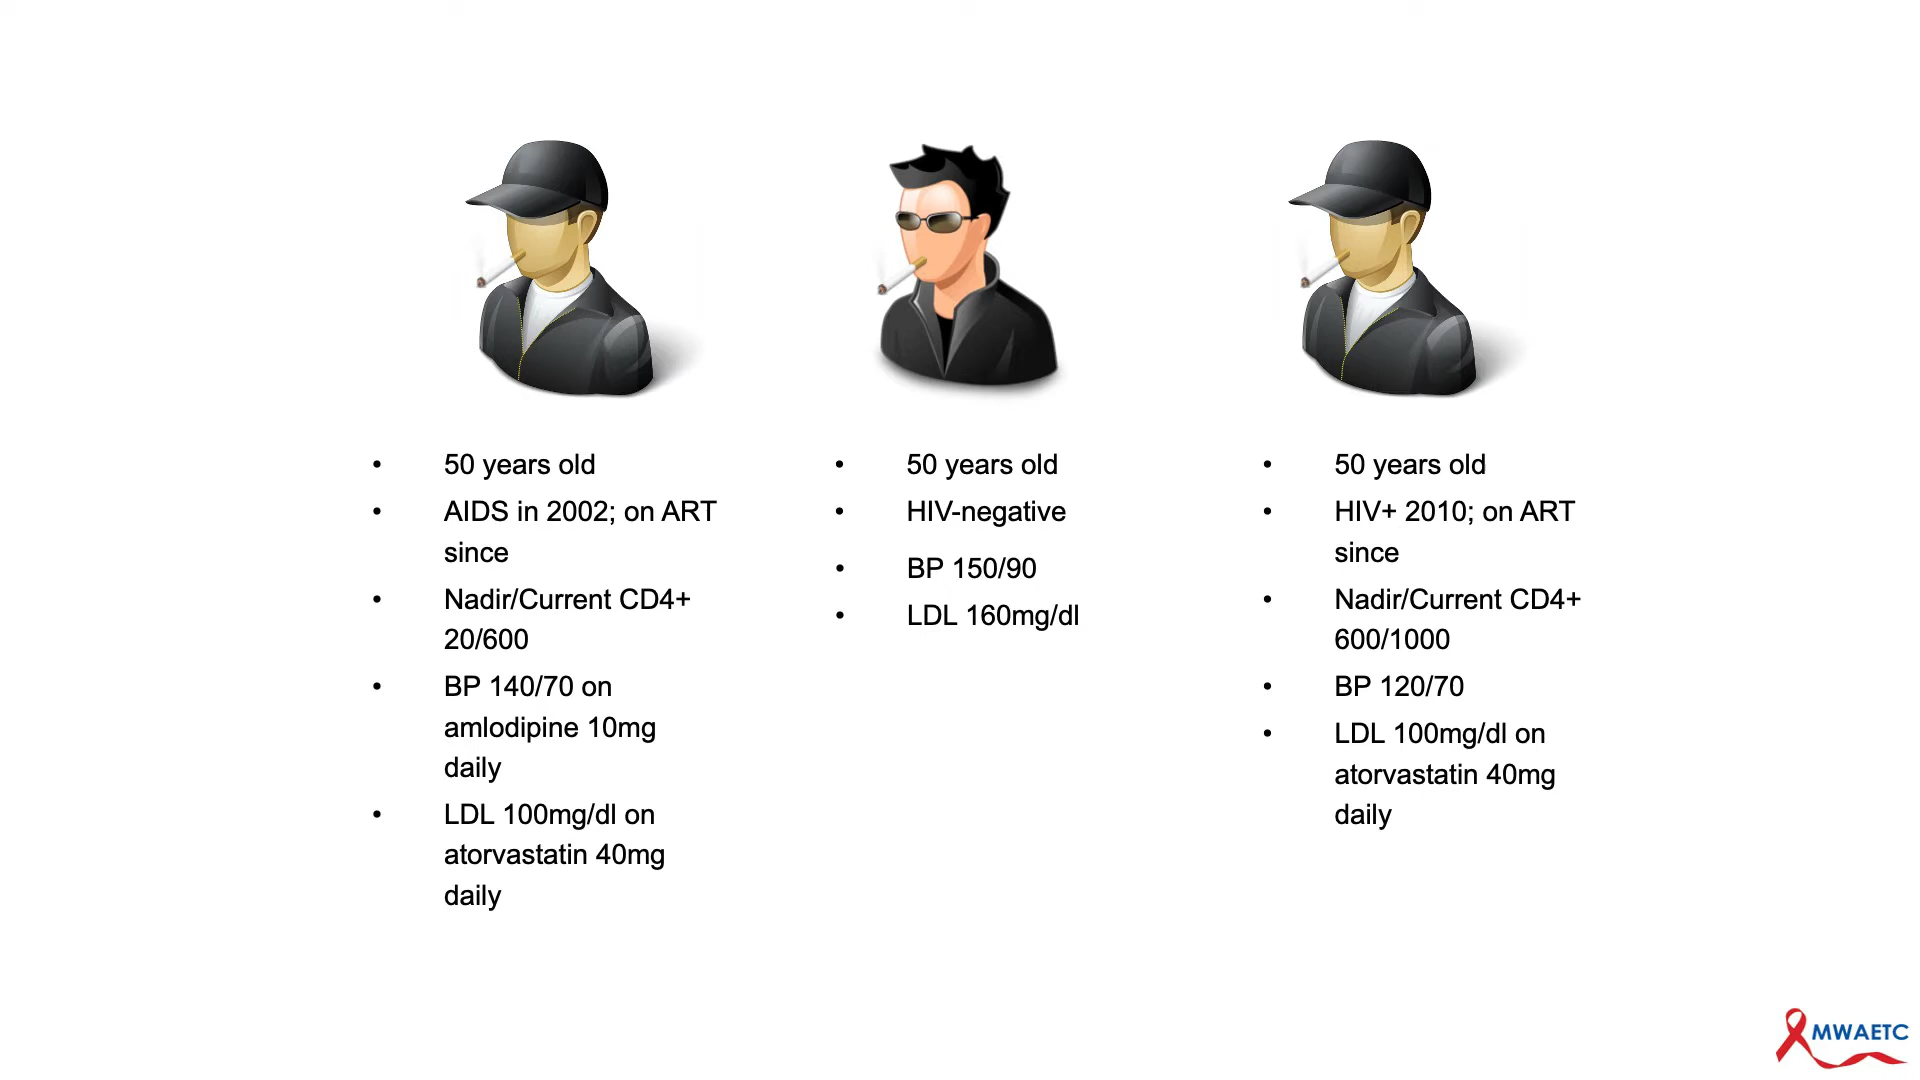 • 50 years old
• AIDS in 2002; on ART
since
• Nadir/Current CD4+
20/600
• BP 140/70 on
amlodipine 10mg
daily
• LDL 100mg/dl on
atorvastatin 40mg
daily
• 50 years old
• HIV-negative
• BP 150/90
• LDL 160mg/dl
• 50 years old
• HIV+ 2010; on ART
since
• Nadir/Current CD4+
600/1000
• BP 120/70
• LDL 100mg/dl on
atorvastatin 40mg
daily
MWAETC